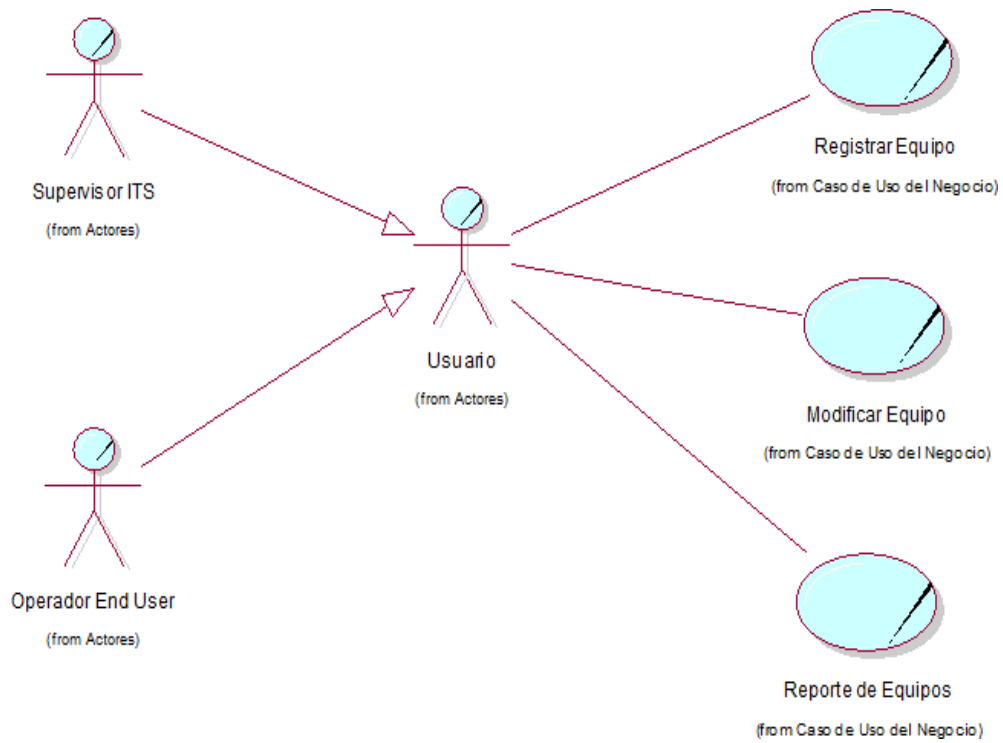 Supervisor ITS
(from Actores)
Usuario
(from Actores)
Operador End User
(from Actores)
Registrar Equipo
(from Caso de Uso del Negocio)
Modificar Equipo
(from Caso de Uso del Negocio)
Reporte de Equipos
(from Caso de Uso del Negocio)